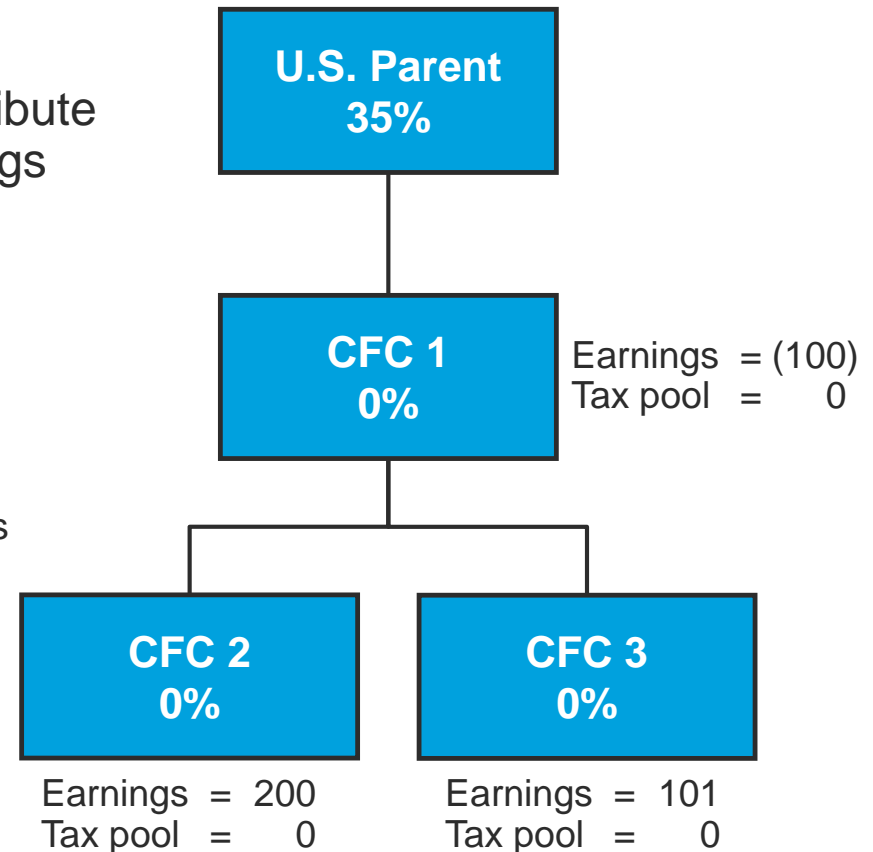 U.S. Parent
35%
CFC 1
0%
Earnings = (100)
Tax pool = 0
CFC 2
0%
CFC 3
0%
Earnings = 200
Tax pool = 0
Earnings = 101
Tax pool = 0